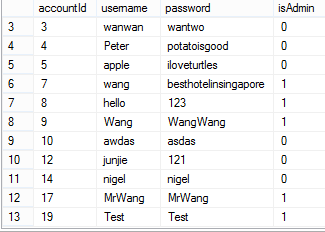 accountId username password isAdmin
3 3 wanwan wantwo 0
4 4 Peter potatoisgood 0
5 5 apple iloveturtles 0
6 7 wang besthotelinsingapore 1
7 8 hello 123 1
8 9 Wang WangWang 1
9 10 awdas asdas 0
10 12 junjie 121 0
11 14 nigel nigel 0
12 17 MrWang MrWang 1
13 19 Test Test 1